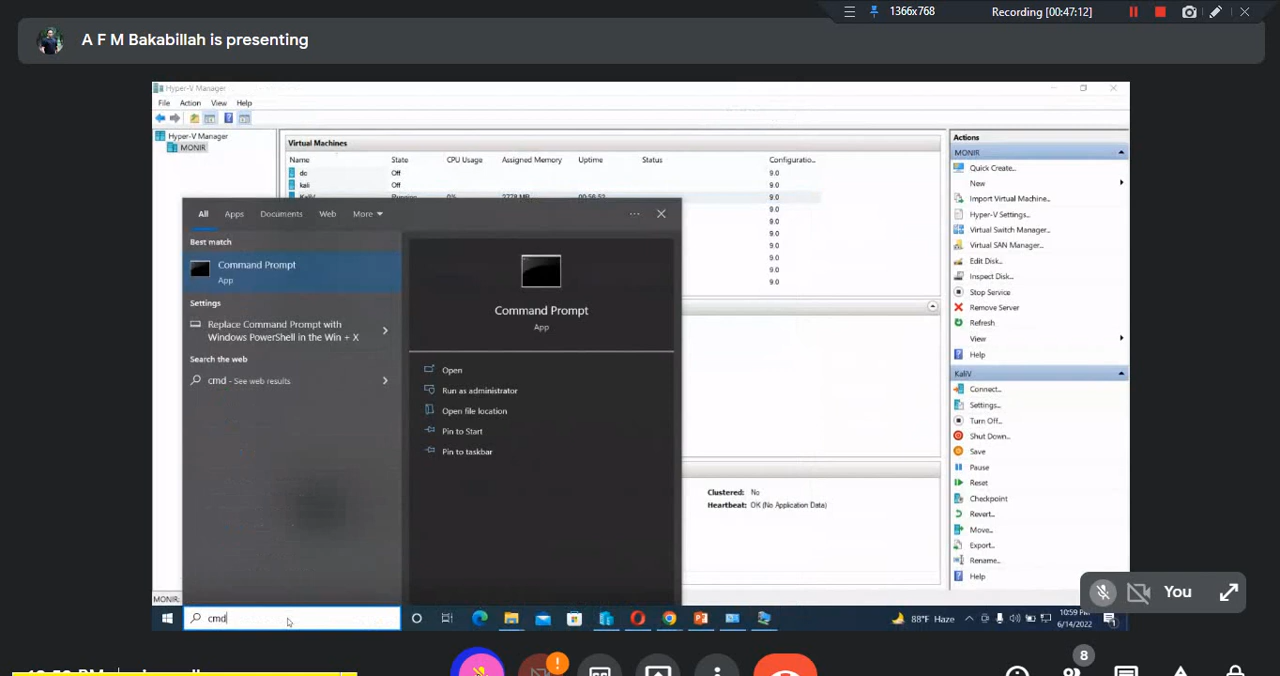 1366x768
Recording [00:47:12]
A F M Bakabillah is presenting
Hyper-V Manager
File Action View Help
Hyper-V Manager
MONIR
Virtual Machines
Name State CPU Usage Assigned Memory Uptime Status Configuratio...
do Off 9.0
kali Off 9.0
KaliV Running 0% 2778 MB 9.0
9.0
9.0
9.0
9.0
9.0
9.0
9.0
All Apps Documents Web More
Best match
Command Prompt
App
Settings
Replace Command Prompt with
Windows PowerShell in the Win + X
Search the web
cmd - See web results
Command Prompt
App
Open
Run as administrator
Open file location
Pin to Start
Pin to taskbar
Clustered: No
Heartbeat: OK (No Application Data)
Actions
MONIR
Quick Create...
New
Import Virtual Machine...
Hyper-V Settings...
Virtual Switch Manager...
Virtual SAN Manager...
Edit Disk...
Inspect Disk...
Stop Service
Remove Server
Refresh
View
Help
KaliV
Connect...
Settings...
Turn Off...
Shut Down...
Save
Pause
Reset
Checkpoint
Revert...
Move...
Export...
Rename...
Help
MONIR:
You
cmd
88°F Haze
10:59 PM
6/14/2022
8